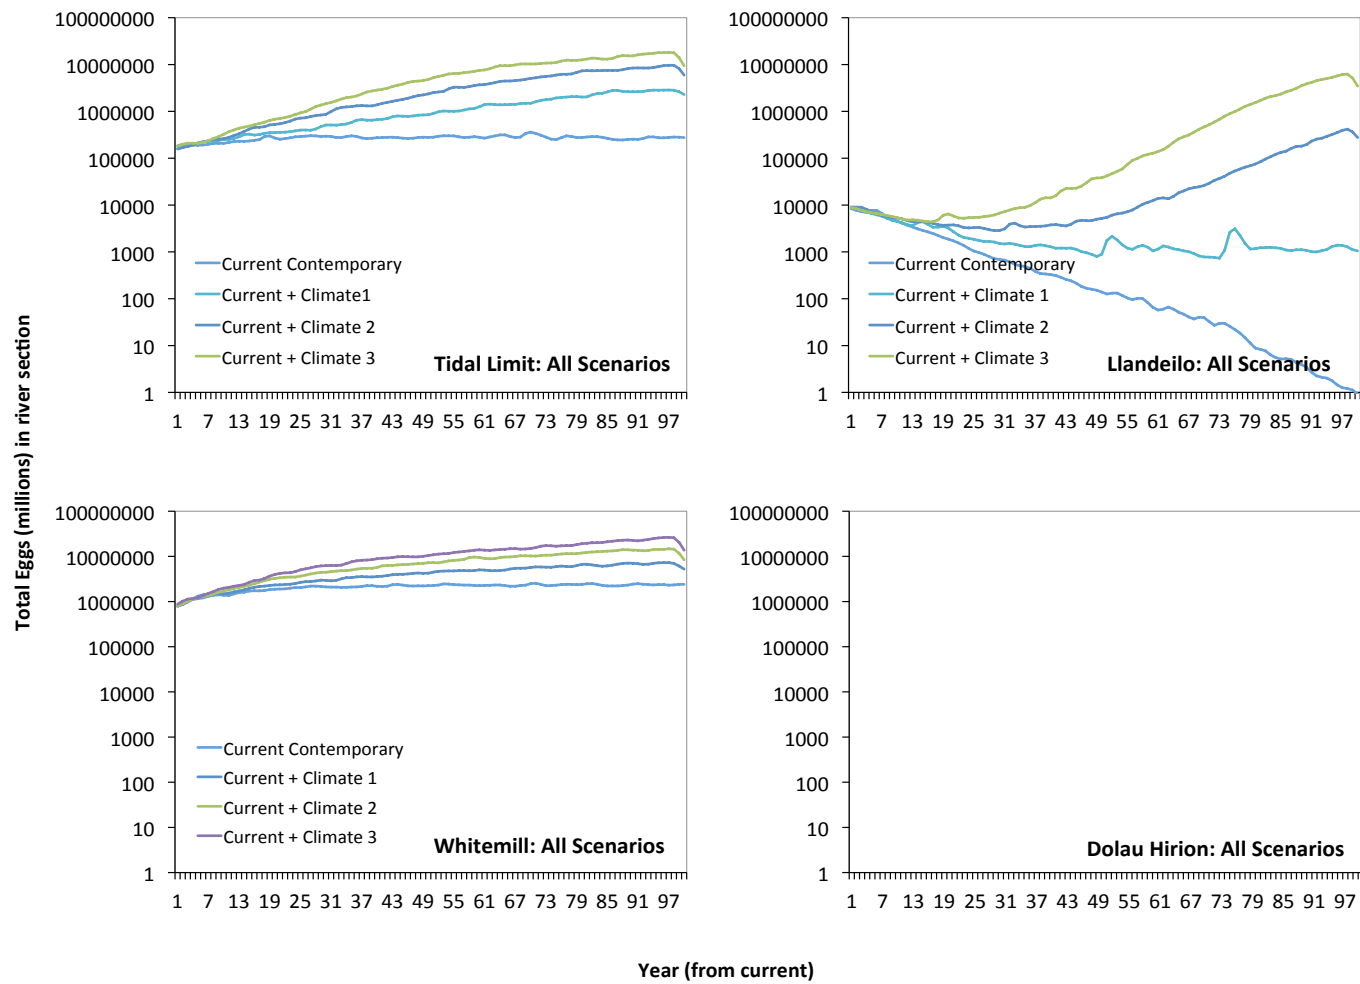 100000000
10000000
1000000
100000
10000
1000
100
10
1
Current Contemporary
Current + Climate1
Current + Climate 2
Current + Climate 3
Tidal Limit: All Scenarios
1 7 13 19 25 31 37 43 49 55 61 67 73 79 85 91 97
100000000
10000000
1000000
100000
10000
1000
100
10
1
Current Contemporary
Current + Climate 1
Current + Climate 2
Current + Climate 3
Llandeilo: All Scenarios
1 7 13 19 25 31 37 43 49 55 61 67 73 79 85 91 97
Total Eggs (millions) in river section
100000000
10000000
1000000
100000
10000
1000
100
10
1
Current Contemporary
Current + Climate 1
Current + Climate 2
Current + Climate 3
Whitemill: All Scenarios
1 7 13 19 25 31 37 43 49 55 61 67 73 79 85 91 97
100000000
10000000
1000000
100000
10000
1000
100
10
1
Dolau Hirion: All Scenarios
1 7 13 19 25 31 37 43 49 55 61 67 73 79 85 91 97
Year (from current)